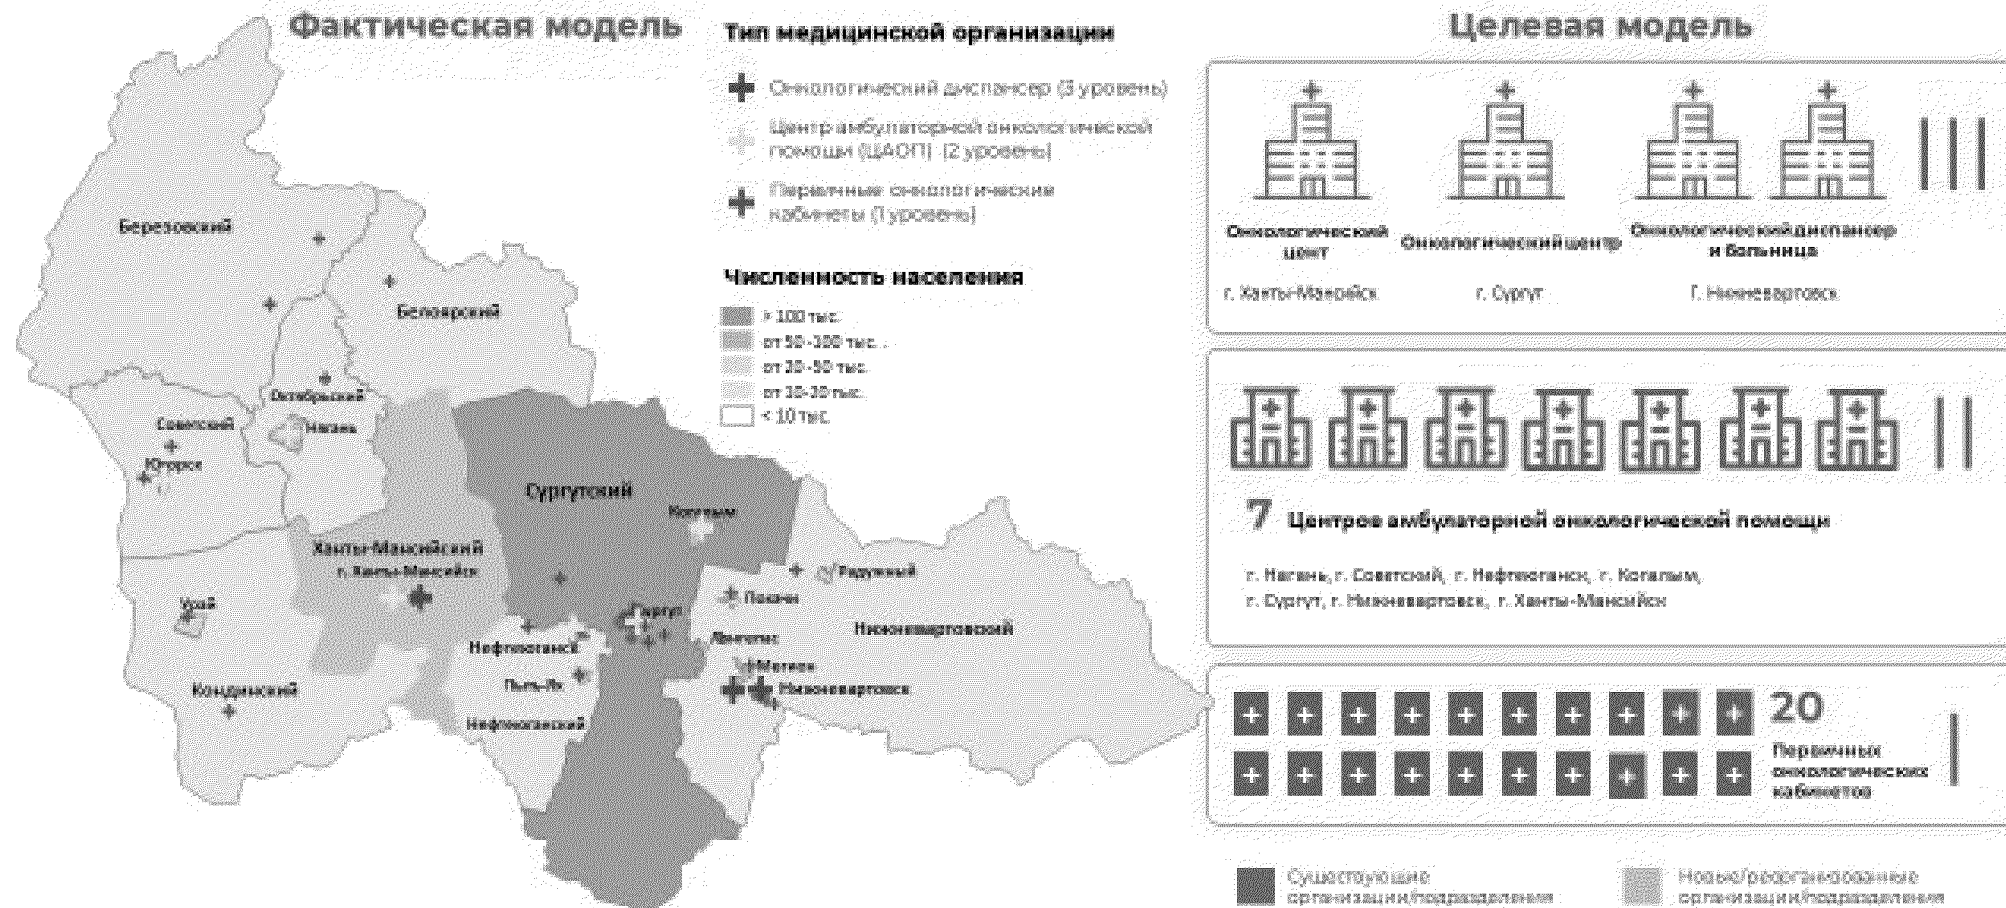 Фактическая модель
Тип медицинской организации
Онкологический диспансер (3 уровень)
Центр амбулаторной онкологической
помощи (ЦАОП) (2 уровень)
Первичные онкологические
кабинеты (1 уровень)
Численность населения
> 100 тыс.
от 50-100 тыс.
от 20-50 тыс.
от 10-20 тыс.
< 10 тыс.
Березовский
Белоярский
Октябрьский
Советский
Нягань
Югорск
Сургутский
Когалым
Ханты-Мансийский
г. Ханты-Мансийск
Радужный
Покачи
Урай
Сургут
Нижневартовский
Лангепас
Нефтеюганск
Мегион
Пыть-Ях
Нижневартовск
Кондинский
Нефтеюганский
Целевая модель
Онкологический
цент
Онкологический центр
Онкологический диспансер
и больница
г. Ханты-Мансийск
г. Сургут
Г. Нижневартовск
7 Центров амбулаторной онкологической помощи
г. Нягань, г. Советский, г. Нефтеюганск, г. Когалым,
г. Сургут, г. Нижневартовск, г. Ханты-Мансийск
20
Первичных
онкологических
кабинетов
Существующие
организации/подразделения
Новые/реорганизованные
организации/подразделения